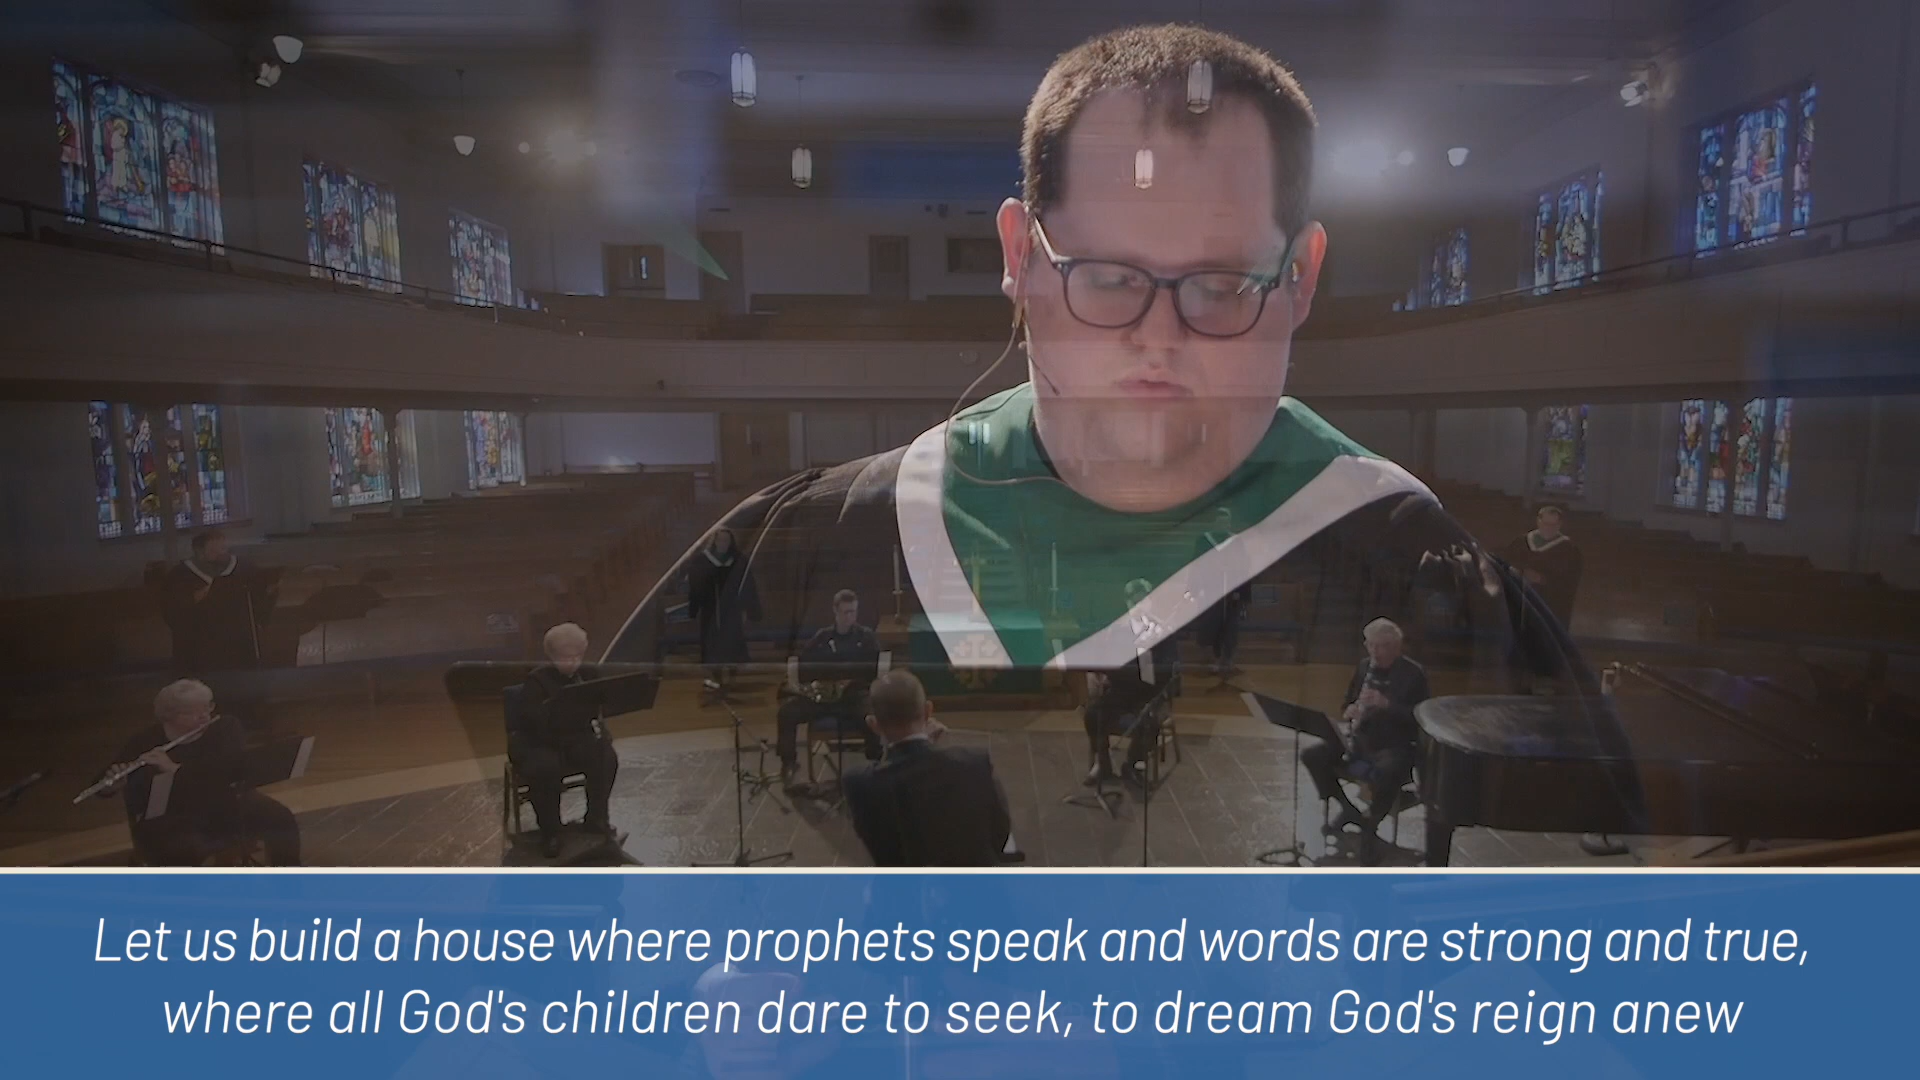 Let us build a house where prophets speak and words are strong and true,
where all God's children dare to seek, to dream God's reign anew